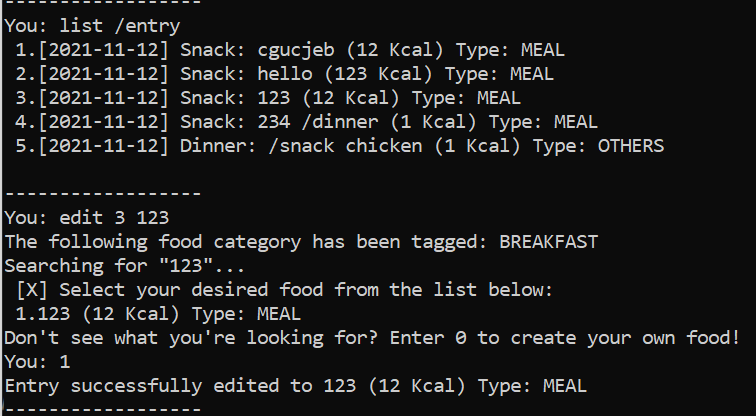 ------------------
You: list /entry
1.[2021-11-12] Snack: cgucjeb (12 Kcal) Type: MEAL
2.[2021-11-12] Snack: hello (123 Kcal) Type: MEAL
3.[2021-11-12] Snack: 123 (12 Kcal) Type: MEAL
4.[2021-11-12] Snack: 234 /dinner (1 Kcal) Type: MEAL
5.[2021-11-12] Dinner: /snack chicken (1 Kcal) Type: OTHERS
------------------
You: edit 3 123
The following food category has been tagged: BREAKFAST
Searching for "123"...
[X] Select your desired food from the list below:
1.123 (12 Kcal) Type: MEAL
Don't see what you're looking for? Enter 0 to create your own food!
You: 1
Entry successfully edited to 123 (12 Kcal) Type: MEAL
------------------